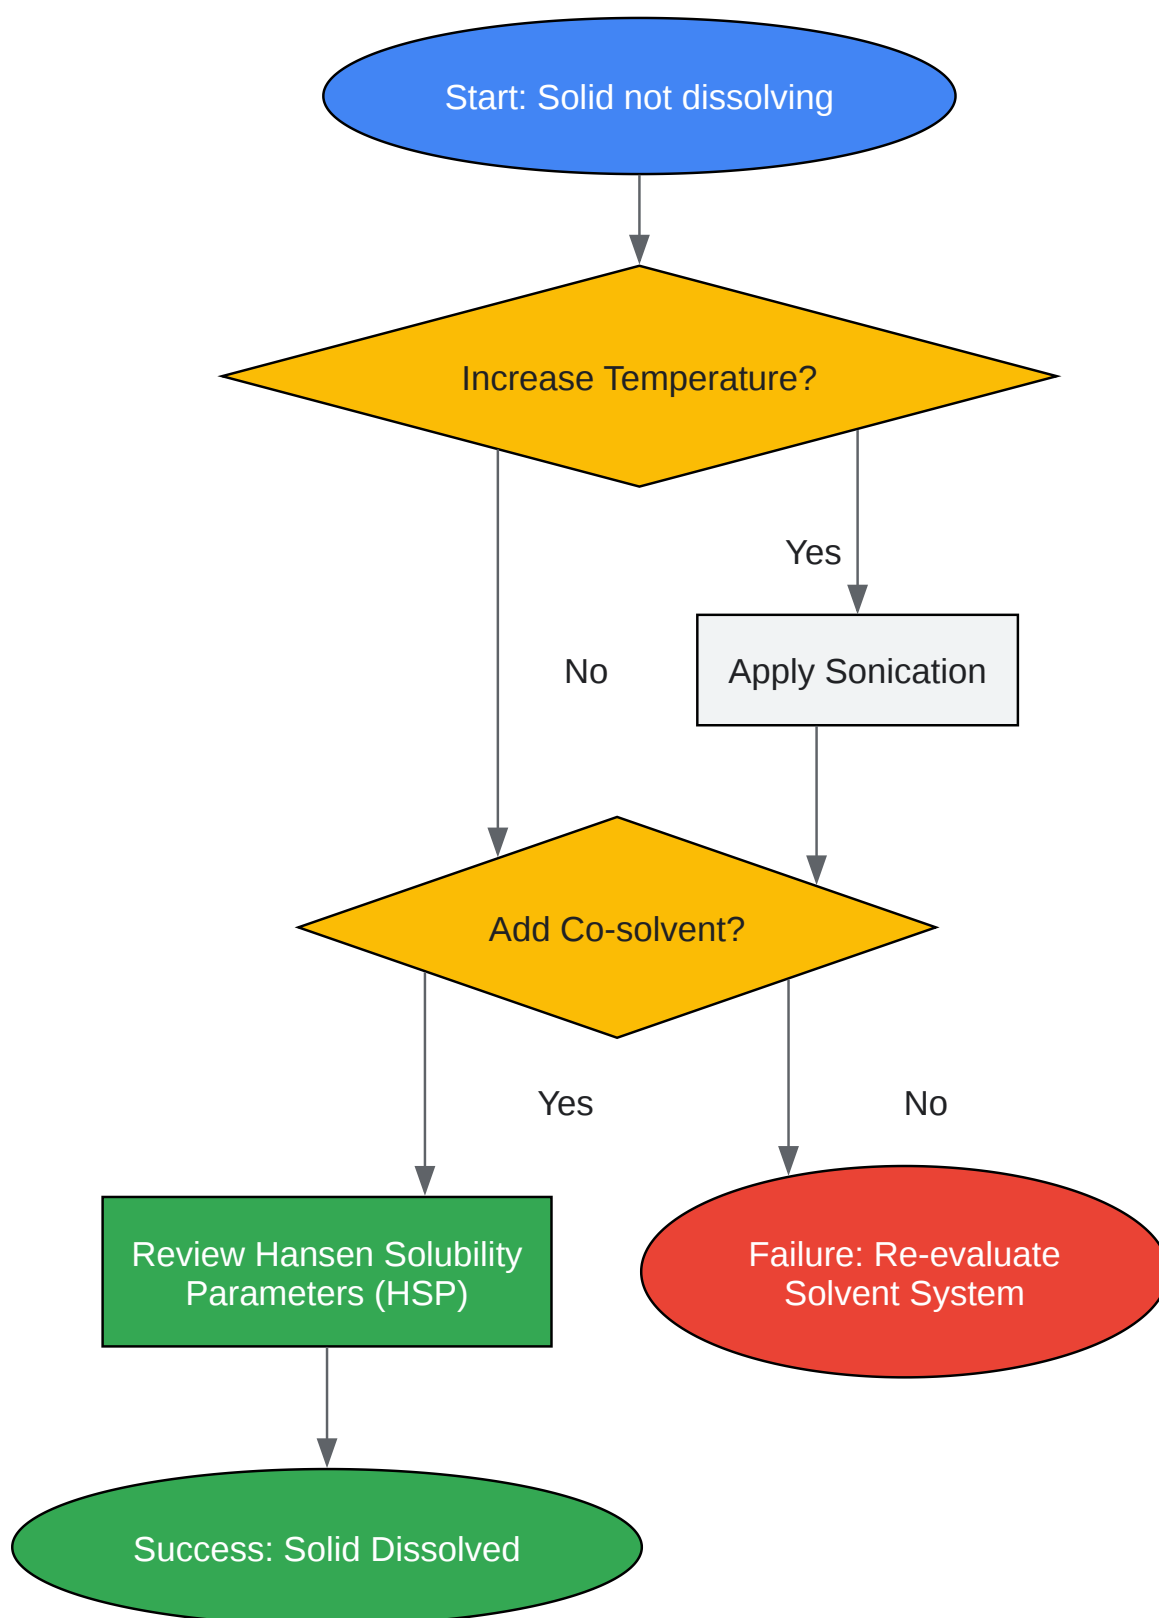 Start: Solid not dissolving
Increase Temperature?
Yes
No
Apply Sonication
Add Co-solvent?
Yes
No
Review Hansen Solubility
Parameters (HSP)
Failure: Re-evaluate
Solvent System
Success: Solid Dissolved